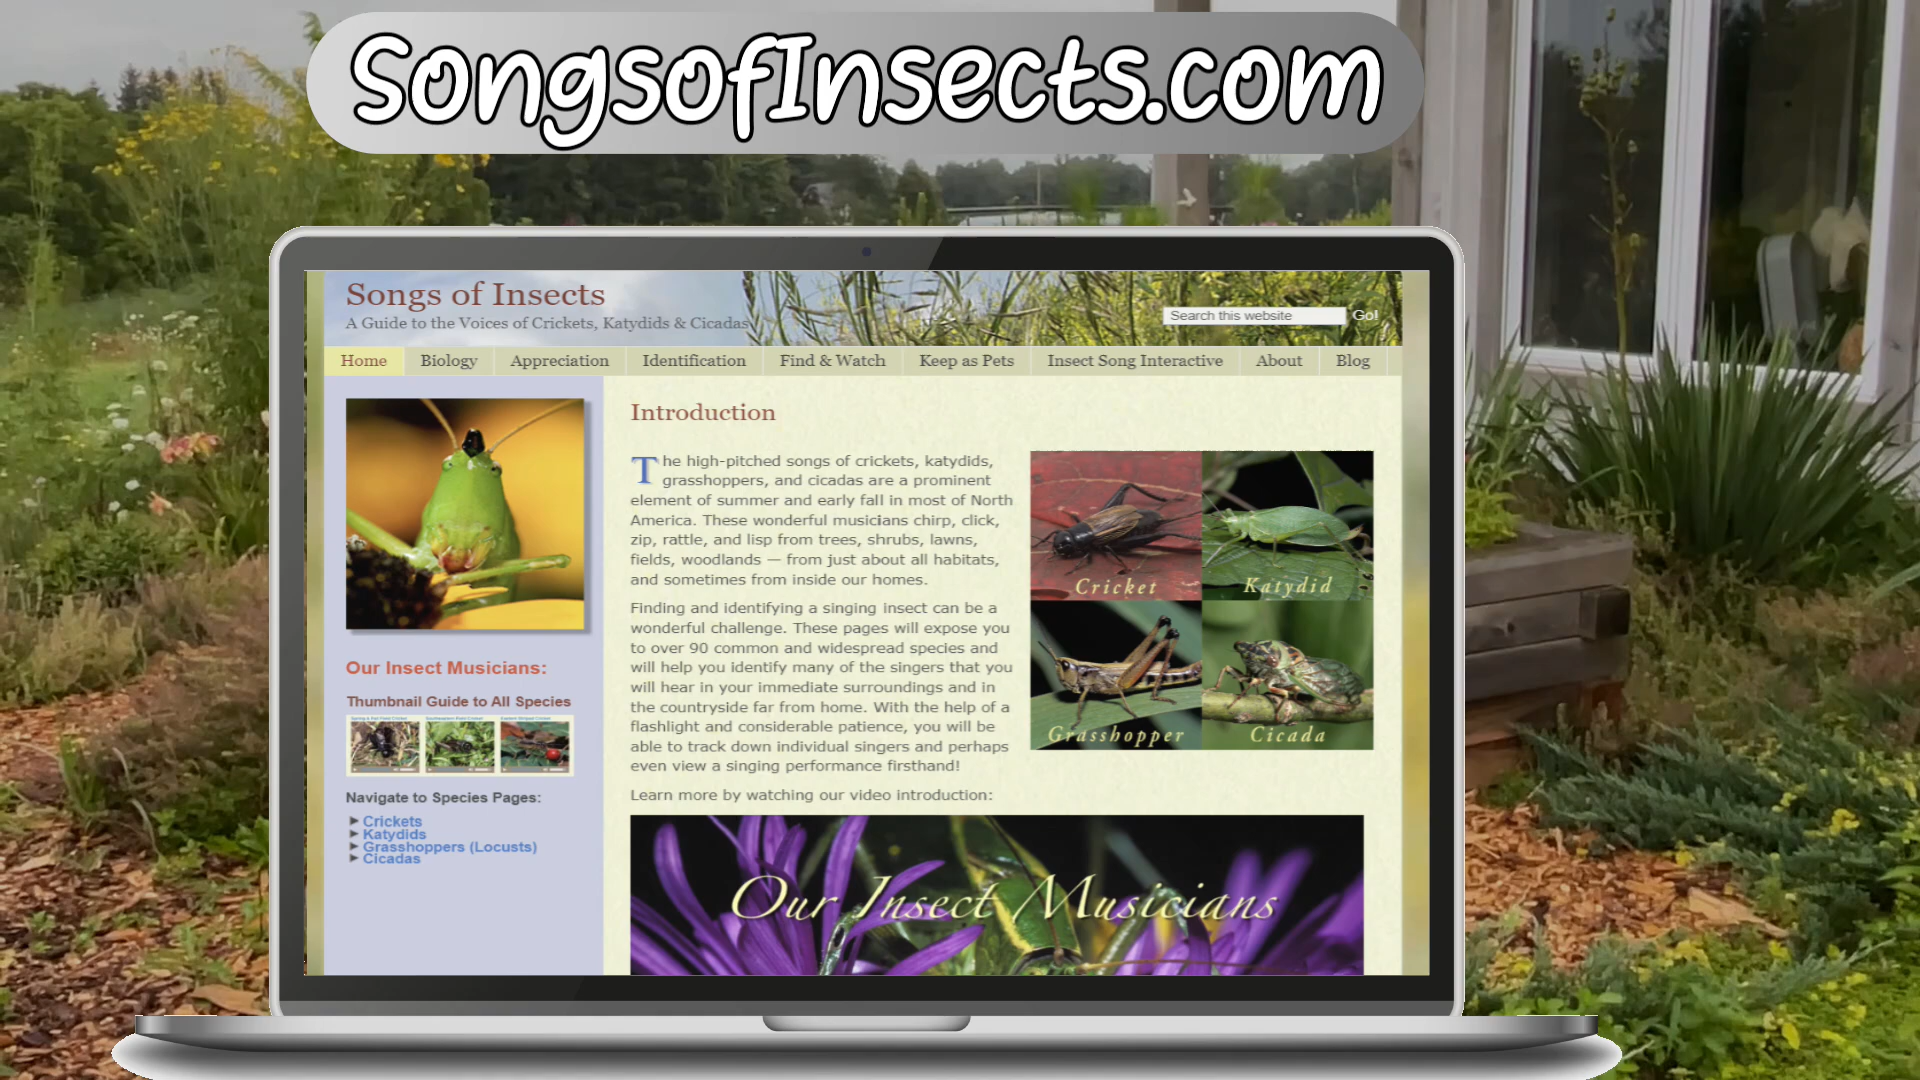 SongsofInsects.com
Songs of Insects
A Guide to the Voices of Crickets, Katydids & Cicadas
Search this website Go!
Home Biology Appreciation Identification Find & Watch Keep as Pets Insect Song Interactive About Blog
Our Insect Musicians:
Thumbnail Guide to All Species
Navigate to Species Pages:
Crickets
Katydids
Grasshoppers (Locusts)
Cicadas
Introduction
The high-pitched songs of crickets, katydids,
grasshoppers, and cicadas are a prominent
element of summer and early fall in most of North
America. These wonderful musicians chirp, click,
zip, rattle, and lisp from trees, shrubs, lawns,
fields, woodlands — from just about all habitats,
and sometimes from inside our homes.
Finding and identifying a singing insect can be a
wonderful challenge. These pages will expose you
to over 90 common and widespread species and
will help you identify many of the singers that you
will hear in your immediate surroundings and in
the countryside far from home. With the help of a
flashlight and considerable patience, you will be
able to track down individual singers and perhaps
even view a singing performance firsthand!
Learn more by watching our video introduction:
Cricket
Katydid
Grasshopper
Cicada
Our Insect Musicians